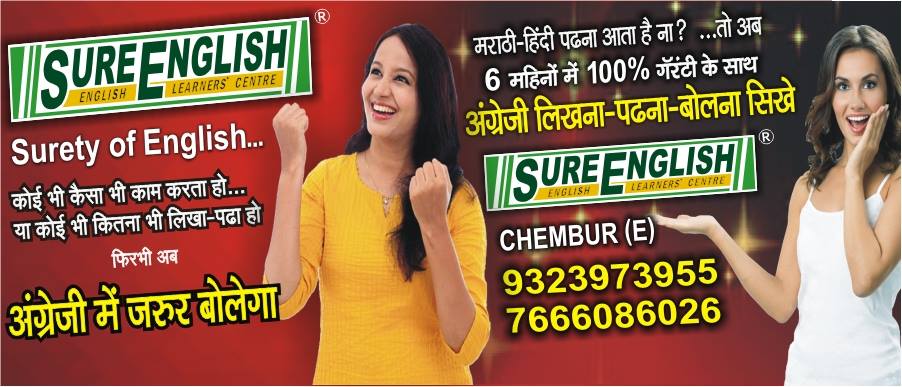 SUREENGLISH ®
ENGLISH LEARNERS' CENTRE
Surety of English...
कोई भी कैसा भी काम करता हो...
या कोई भी कितना भी लिखा-पढा हो
फिरभी अब
अंग्रेजी में जरुर बोलेगा
मराठी-हिंदी पढना आता है ना? ...तो अब
6 महिनों में 100% गॅरंटी के साथ
अंग्रेजी लिखना-पढना-बोलना सिखे
SUREENGLISH ®
ENGLISH LEARNERS' CENTRE
CHEMBUR (E)
9323973955
7666086026